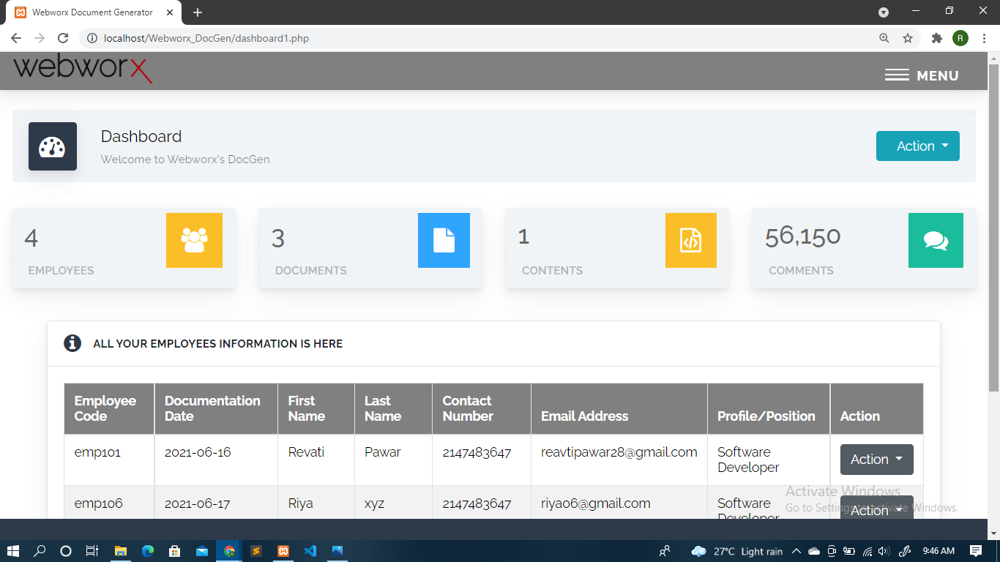 Webworx Document Generator
localhost/Webworx_DocGen/dashboard1.php
R
webworx
MENU
Dashboard
Welcome to Webworx's DocGen
Action
4
EMPLOYEES
3
DOCUMENTS
1
CONTENTS
56,150
COMMENTS
ALL YOUR EMPLOYEES INFORMATION IS HERE
Employee Code Documentation Date First Name Last Name Contact Number Email Address Profile/Position Action
emp101 2021-06-16 Revati Pawar 2147483647 reavtipawar28@gmail.com Software Developer Action
emp106 2021-06-17 Riya xyz 2147483647 riya06@gmail.com Software Developer Action
Activate Windows
Go to Settings to activate Windows.
27°C Light rain
9:46 AM